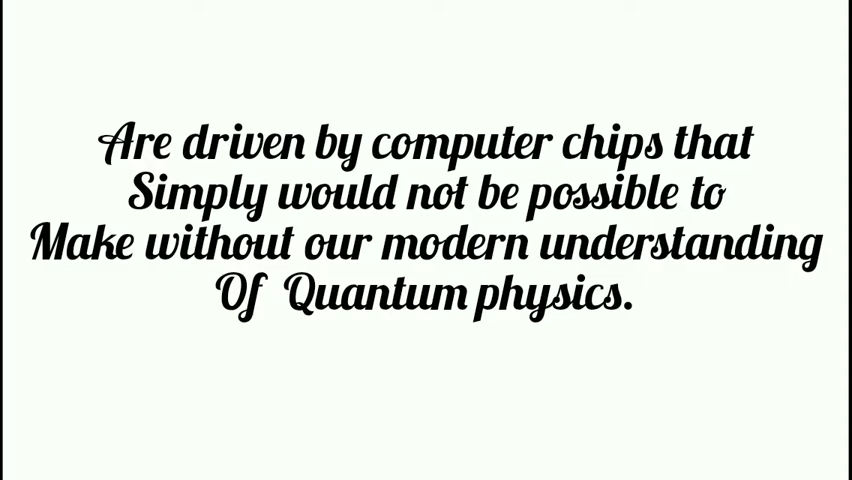 Are driven by computer chips that
Simply would not be possible to
Make without our modern understanding
Of Quantum physics.